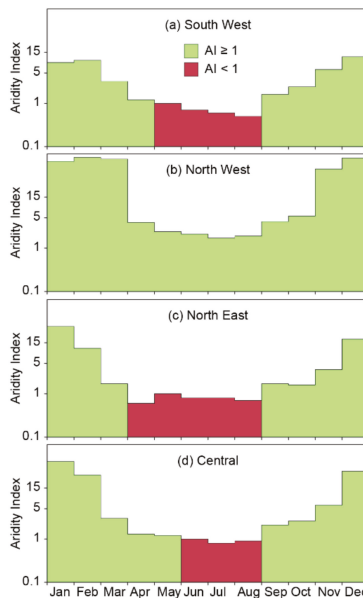 (a) South West
AI ≥ 1
AI < 1
Aridity Index
15
5
1
0.1
(b) North West
Aridity Index
15
5
1
0.1
(c) North East
Aridity Index
15
5
1
0.1
(d) Central
Aridity Index
15
5
1
0.1
Jan Feb Mar Apr May Jun Jul Aug Sep Oct Nov Dec